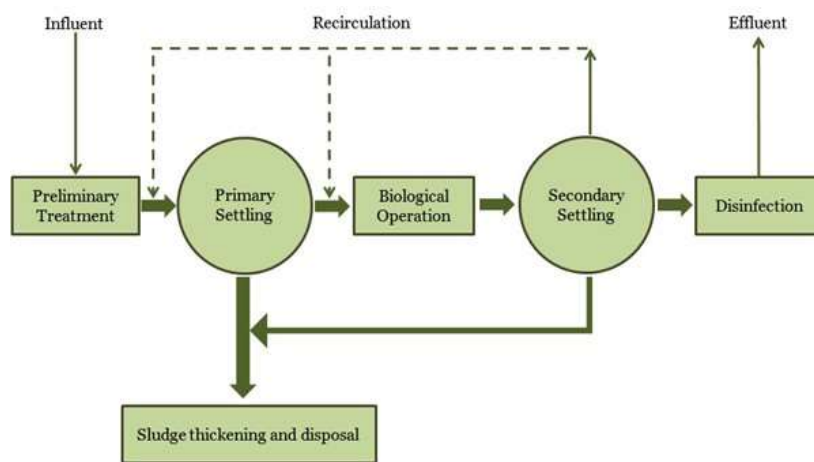 Influent
Recirculation
Effluent
Preliminary
Treatment
Primary
Settling
Biological
Operation
Secondary
Settling
Disinfection
Sludge thickening and disposal